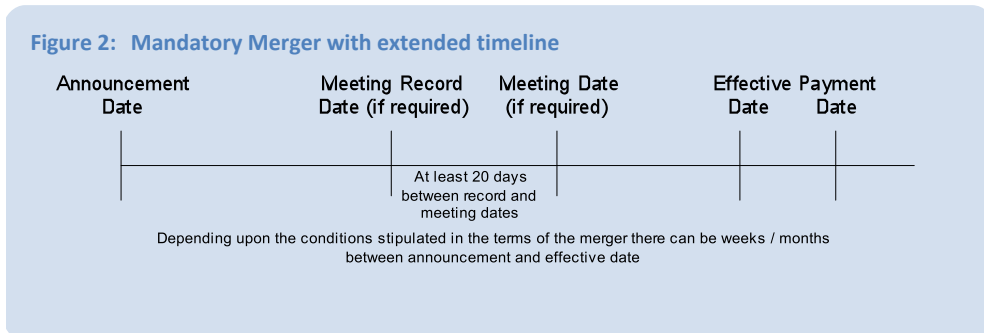 Figure 2: Mandatory Merger with extended timeline
Announcement
Date
Meeting Record
Date (if required)
Meeting Date
(if required)
Effective
Date
Payment
Date
At least 20 days
between record and
meeting dates
Depending upon the conditions stipulated in the terms of the merger there can be weeks / months
between announcement and effective date